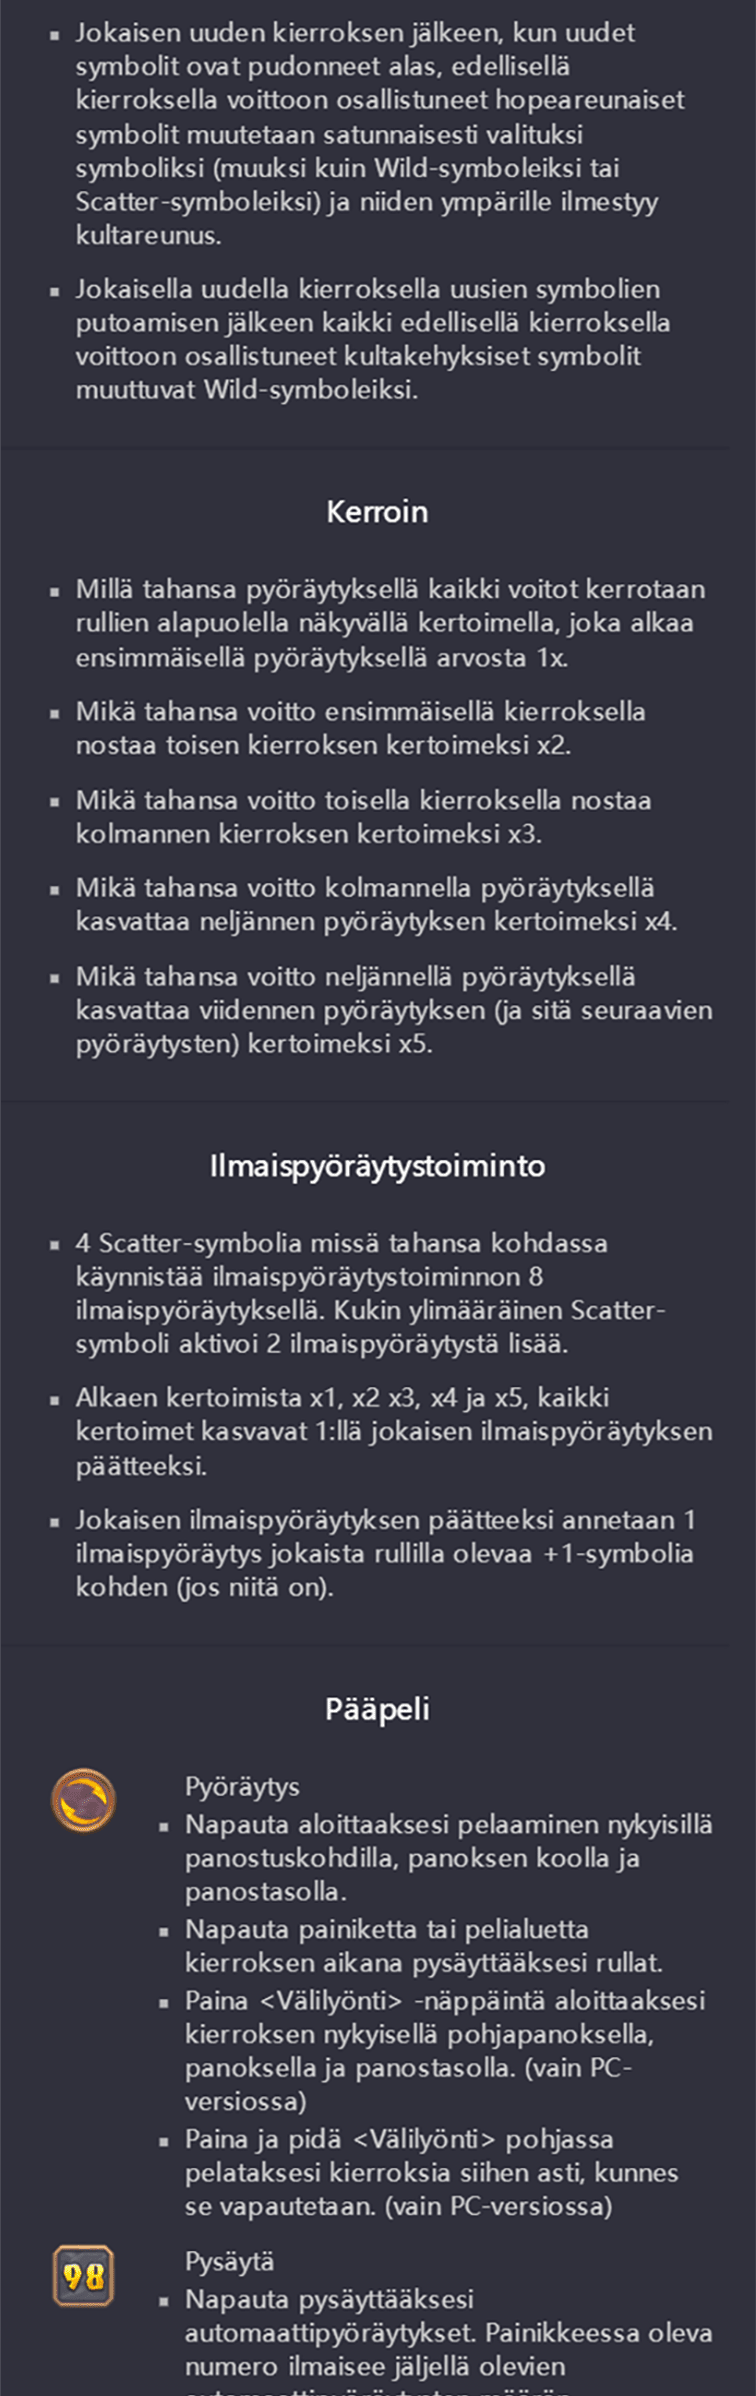 ▪ Jokaisen uuden kierroksen jälkeen, kun uudet
symbolit ovat pudonneet alas, edellisellä
kierroksella voittoon osallistuneet hopeareunaiset
symbolit muutetaan satunnaisesti valituksi
symboliksi (muuksi kuin Wild-symboleiksi tai
Scatter-symboleiksi) ja niiden ympärille ilmestyy
kultareunus.
▪ Jokaisella uudella kierroksella uusien symbolien
putoamisen jälkeen kaikki edellisellä kierroksella
voittoon osallistuneet kultakehyksiset symbolit
muuttuvat Wild-symboleiksi.
Kerroin
▪ Millä tahansa pyöräytyksellä kaikki voitot kerrotaan
rullien alapuolella näkyvällä kertoimella, joka alkaa
ensimmäisellä pyöräytyksellä arvosta 1x.
▪ Mikä tahansa voitto ensimmäisellä kierroksella
nostaa toisen kierroksen kertoimeksi x2.
▪ Mikä tahansa voitto toisella kierroksella nostaa
kolmannen kierroksen kertoimeksi x3.
▪ Mikä tahansa voitto kolmannella pyöräytyksellä
kasvattaa neljännen pyöräytyksen kertoimeksi x4.
▪ Mikä tahansa voitto neljännellä pyöräytyksellä
kasvattaa viidennen pyöräytyksen (ja sitä seuraavien
pyöräytysten) kertoimeksi x5.
Ilmaispyöräytystoiminto
▪ 4 Scatter-symbolia missä tahansa kohdassa
käynnistää ilmaispyöräytystoiminnon 8
ilmaispyöräytyksellä. Kukin ylimääräinen Scatter-
symboli aktivoi 2 ilmaispyöräytystä lisää.
▪ Alkaen kertoimista x1, x2 x3, x4 ja x5, kaikki
kertoimet kasvavat 1:llä jokaisen ilmaispyöräytyksen
päätteeksi.
▪ Jokaisen ilmaispyöräytyksen päätteeksi annetaan 1
ilmaispyöräytys jokaista rullilla olevaa +1-symbolia
kohden (jos niitä on).
Pääpeli
Pyöräytys
▪ Napauta aloittaaksesi pelaaminen nykyisillä
panostuskohdilla, panoksen koolla ja
panostasolla.
▪ Napauta painiketta tai pelialuetta
kierroksen aikana pysäyttääksesi rullat.
▪ Paina <Välilyönti> -näppäintä aloittaaksesi
kierroksen nykyisellä pohjapanoksella,
panoksella ja panostasolla. (vain PC-
versiossa)
▪ Paina ja pidä <Välilyönti> pohjassa
pelataksesi kierroksia siihen asti, kunnes
se vapautetaan. (vain PC-versiossa)
98
Pysäytä
▪ Napauta pysäyttääksesi
automaattipyöräytykset. Painikkeessa oleva
numero ilmaisee jäljellä olevien